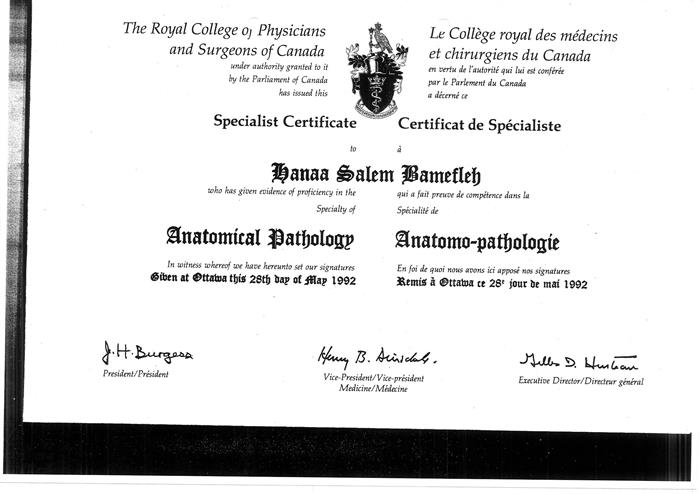 The Royal College of Physicians
and Surgeons of Canada
under authority granted to it
by the Parliament of Canada
has issued this
Le Collège royal des médecins
et chirurgiens du Canada
en vertu de l'autorité qui lui est conférée
par le Parlement du Canada
a décerné ce
Specialist Certificate
Certificat de Spécialiste
to
à
Hanaa Salem Bamefleh
who has given evidence of proficiency in the
qui a fait preuve de compétence dans la
Specialty of
Spécialité de
Anatomical Pathology
Anatomo-pathologie
In witness whereof we have hereunto set our signatures
En foi de quoi nous avons ici apposé nos signatures
Given at Ottawa this 28th day of May 1992
Remis à Ottawa ce 28e jour de mai 1992
J.H. Burgess
Henry B.
Gilles D.
President/Président
Vice-President/Vice-président
Medicine/Médecine
Executive Director/Directeur général